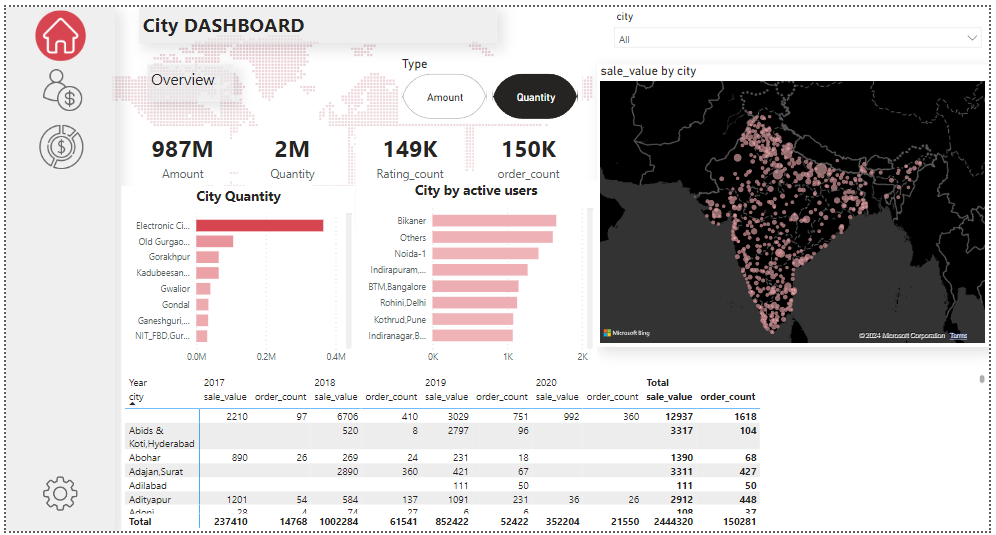 City DASHBOARD
city
All
Overview
Type
Amount
Quantity
sale_value by city
987M
2M
149K
150K
Amount
Quantity
Rating_count
order_count
City Quantity
Electronic Ci...
Old Gurgao...
Gorakhpur
Kadubeesan...
Gwalior
Gondal
Ganeshguri,...
NIT_FBD,Gur...
0.0M 0.2M 0.4M
City by active users
Bikaner
Others
Noida-1
Indirapuram,...
BTM,Bangalore
Rohini,Delhi
Kothrud,Pune
Indiranagar,B...
0K 1K 2K
Microsoft Bing
© 2024 Microsoft Corporation Terms
Year 2017 2018 2019 2020 Total
city sale_value order_count sale_value order_count sale_value order_count sale_value order_count sale_value order_count
2210 97 6706 410 3029 751 992 360 12937 1618
Abids & 520 8 2797 96 3317 104
Koti,Hyderabad
Abohar 890 26 269 24 231 18 1390 68
Adajan,Surat 2890 360 421 67 3311 427
Adilabad 111 50 111 50
Adityapur 1201 54 584 137 1091 231 36 26 2912 448
Adoni 28 4 74 27 6 6 108 37
Total 237410 14768 1002284 61541 852422 52422 352204 21550 2444320 150281